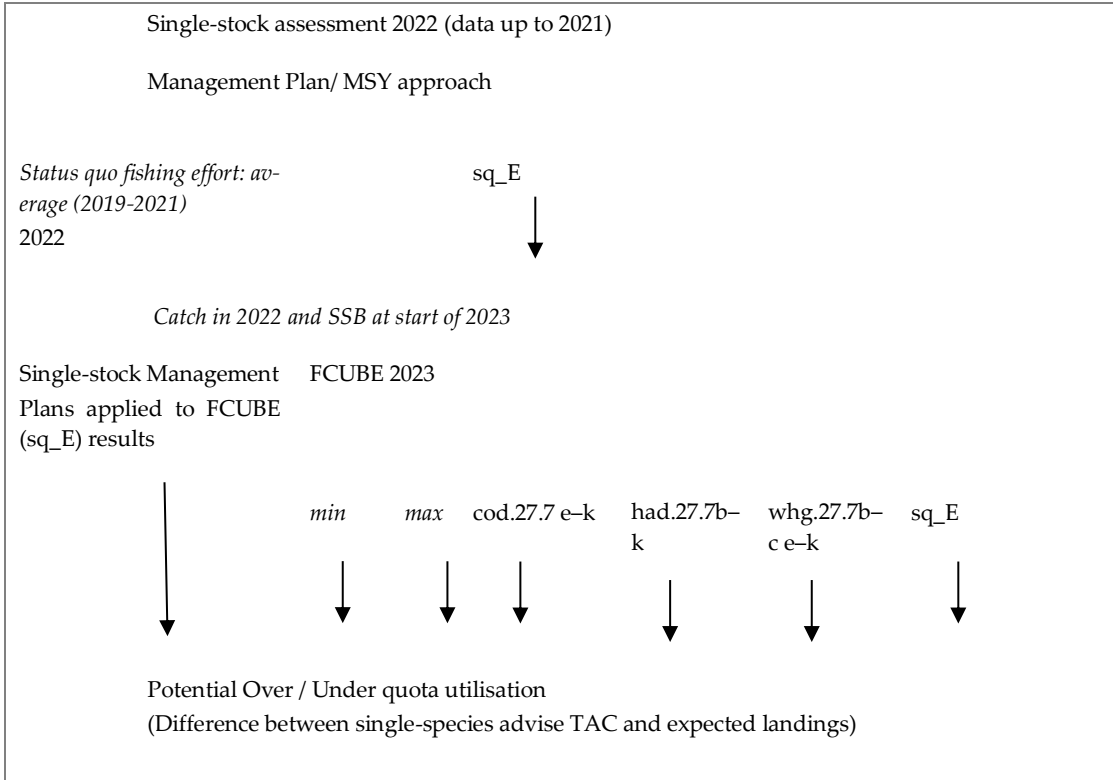 Single-stock assessment 2022 (data up to 2021)
Management Plan/ MSY approach
Status quo fishing effort: av-
erage (2019-2021)
2022
sq_E
Catch in 2022 and SSB at start of 2023
Single-stock Management
Plans applied to FCUBE
(sq_E) results
FCUBE 2023
min
max
cod.27.7 e–k
had.27.7b–
k
whg.27.7b–
c e–k
sq_E
Potential Over / Under quota utilisation
(Difference between single-species advise TAC and expected landings)